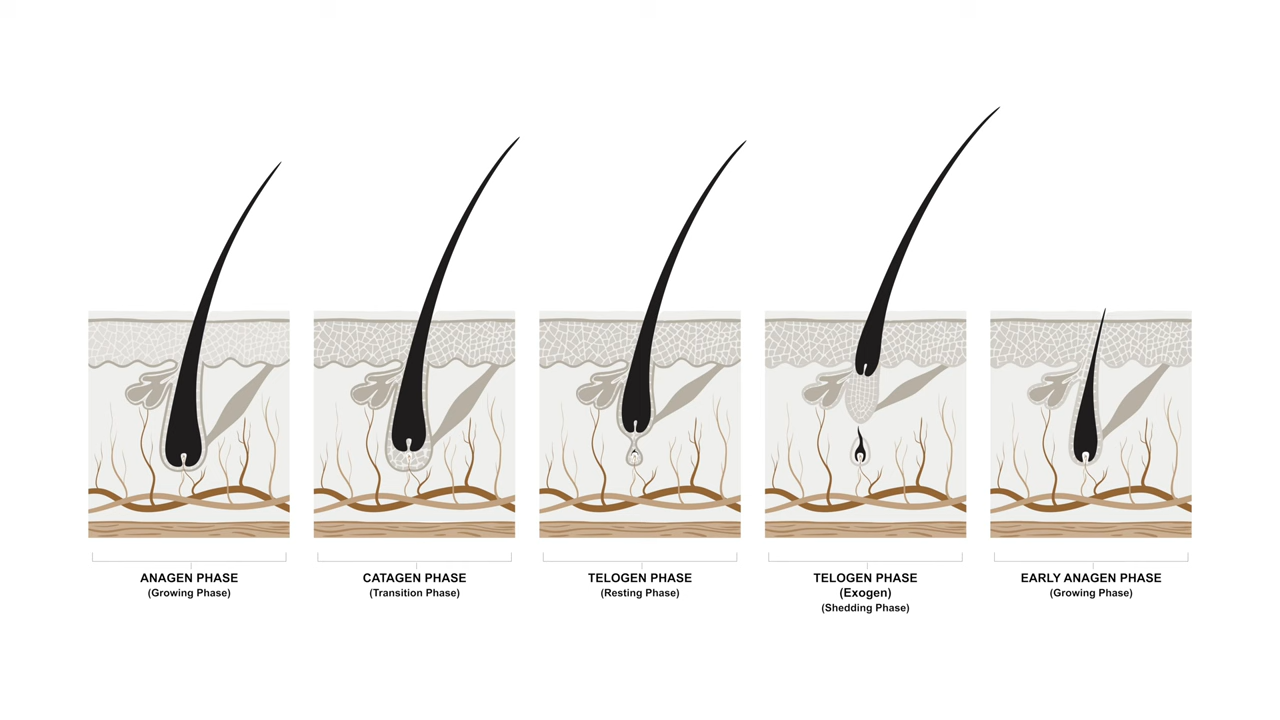 ANAGEN PHASE
(Growing Phase)
CATAGEN PHASE
(Transition Phase)
TELOGEN PHASE
(Resting Phase)
TELOGEN PHASE
(Exogen)
(Shedding Phase)
EARLY ANAGEN PHASE
(Growing Phase)